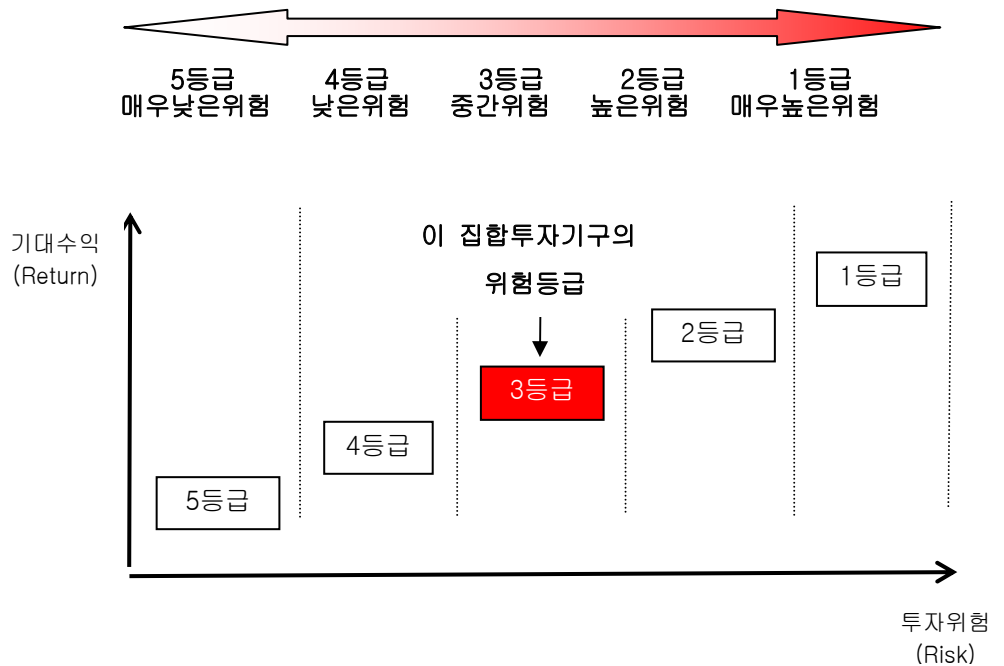 5등급 4등급 3등급 2등급 1등급
매우낮은위험 낮은위험 중간위험 높은위험 매우높은위험
기대수익
(Return)
이 집합투자기구의
위험등급
1등급
2등급
3등급
4등급
5등급
투자위험
(Risk)